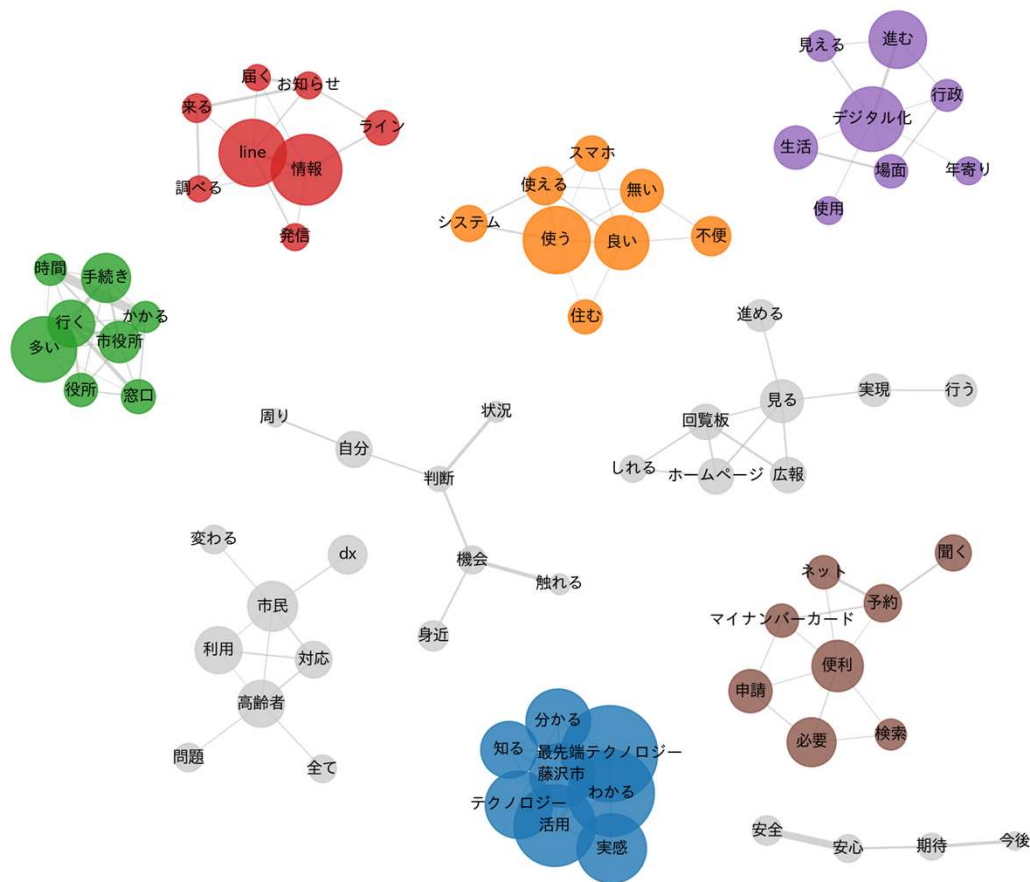 届く
お知らせ
来る
ライン
line
情報
調べる
発信
見える
進む
行政
デジタル化
生活
場面
年寄り
使用
スマホ
使える
無い
システム
使う
良い
不便
住む
時間
手続き
かかる
行く
市役所
多い
役所
窓口
進める
見る
実現
行う
回覧板
しれる
ホームページ
広報
周り
状況
自分
判断
機会
触れる
身近
変わる
dx
市民
利用
対応
高齢者
問題
全て
聞く
ネット
予約
マイナンバーカード
便利
申請
必要
検索
分かる
知る
最先端テクノロジー
藤沢市
わかる
テクノロジー
活用
実感
安全
安心
期待
今後